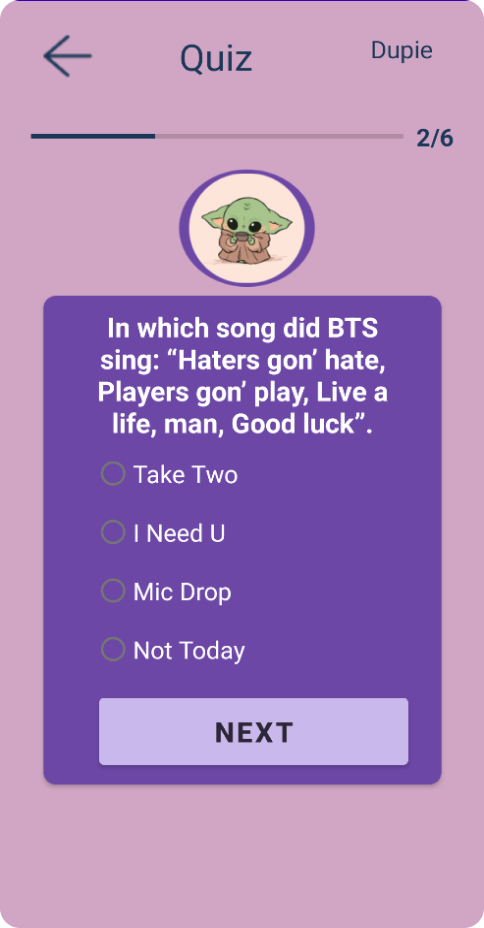 Quiz
Dupie
2/6
In which song did BTS
sing: “Haters gon’ hate,
Players gon’ play, Live a
life, man, Good luck”.
Take Two
I Need U
Mic Drop
Not Today
NEXT